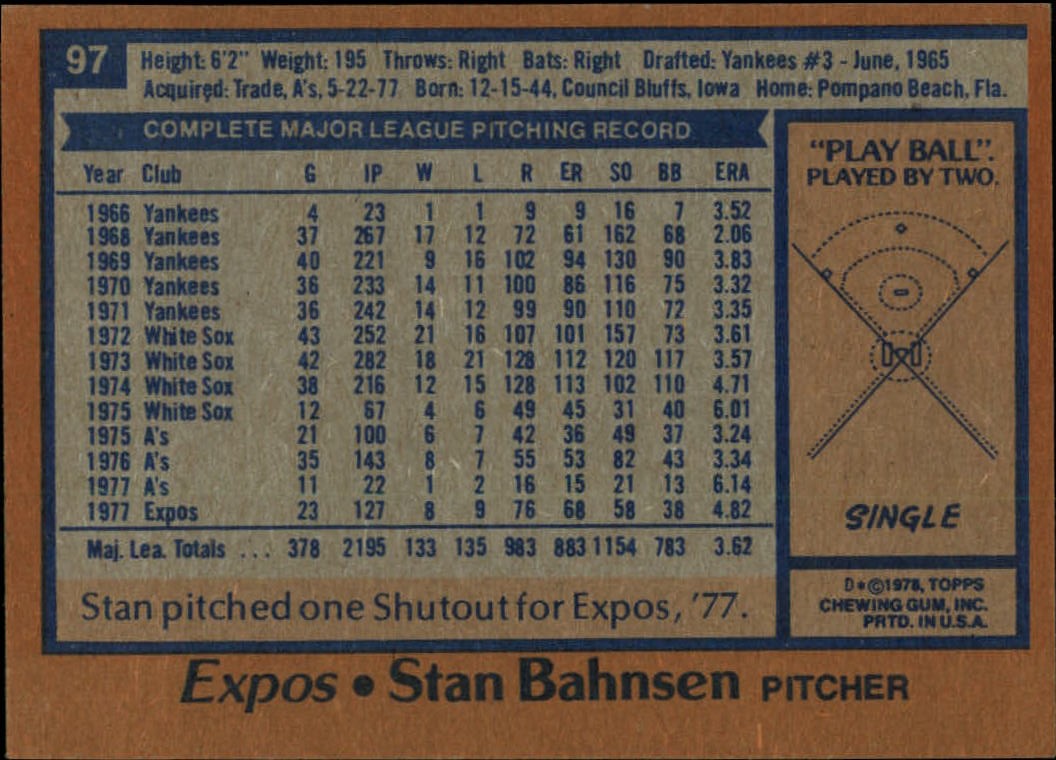 97
Height: 6'2" Weight: 195 Throws: Right Bats: Right Drafted: Yankees #3 - June, 1965
Acquired: Trade, A's, 5-22-77 Born: 12-15-44, Council Bluffs, Iowa Home: Pompano Beach, Fla.
COMPLETE MAJOR LEAGUE PITCHING RECORD
Year Club G IP W L R ER SO BB ERA
1966 Yankees 4 23 1 1 9 9 16 7 3.52
1968 Yankees 37 267 17 12 72 61 162 68 2.06
1969 Yankees 40 221 9 16 102 94 130 90 3.83
1970 Yankees 36 233 14 11 100 86 116 75 3.32
1971 Yankees 36 242 14 12 99 90 110 72 3.35
1972 White Sox 43 252 21 16 107 101 157 73 3.61
1973 White Sox 42 282 18 21 128 112 120 117 3.57
1974 White Sox 38 216 12 15 128 113 102 110 4.71
1975 White Sox 12 67 4 6 49 45 31 40 6.01
1975 A's 21 100 6 7 42 36 49 37 3.24
1976 A's 35 143 8 7 55 53 82 43 3.34
1977 A's 11 22 1 2 16 15 21 13 6.14
1977 Expos 23 127 8 9 76 68 58 38 4.82
Maj. Lea. Totals ... 378 2195 133 135 983 883 1154 783 3.62
Stan pitched one Shutout for Expos, '77.
"PLAY BALL".
PLAYED BY TWO.
SINGLE
D*©1978, TOPPS
CHEWING GUM, INC.
PRTD. IN U.S.A.
Expos • Stan Bahnsen PITCHER